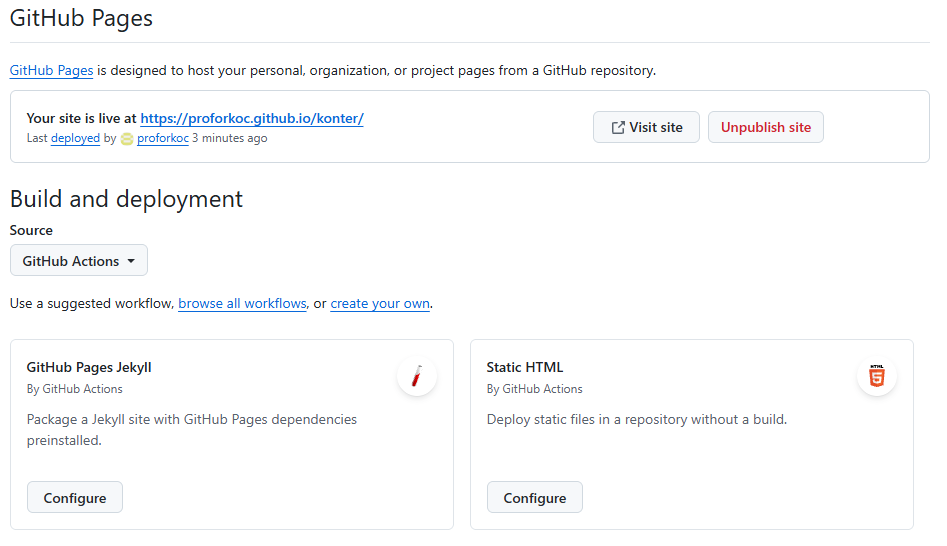 GitHub Pages
GitHub Pages is designed to host your personal, organization, or project pages from a GitHub repository.
Your site is live at https://proforkoc.github.io/konter/
Last deployed by proforkoc 3 minutes ago
Visit site
Unpublish site
Build and deployment
Source
GitHub Actions
Use a suggested workflow, browse all workflows, or create your own.
GitHub Pages Jekyll
By GitHub Actions
Package a Jekyll site with GitHub Pages dependencies
preinstalled.
Configure
Static HTML
By GitHub Actions
HTML
5
Deploy static files in a repository without a build.
Configure